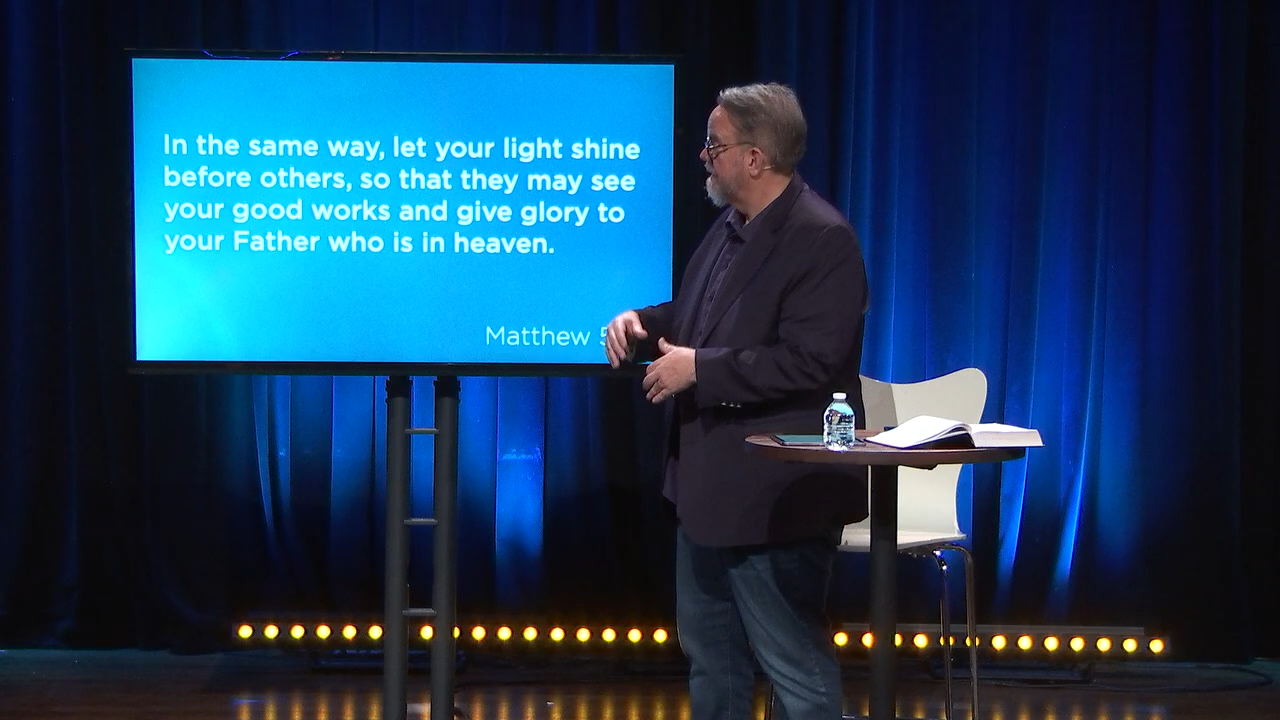 In the same way, let your light shine
before others, so that they may see
your good works and give glory to
your Father who is in heaven.
Matthew 5